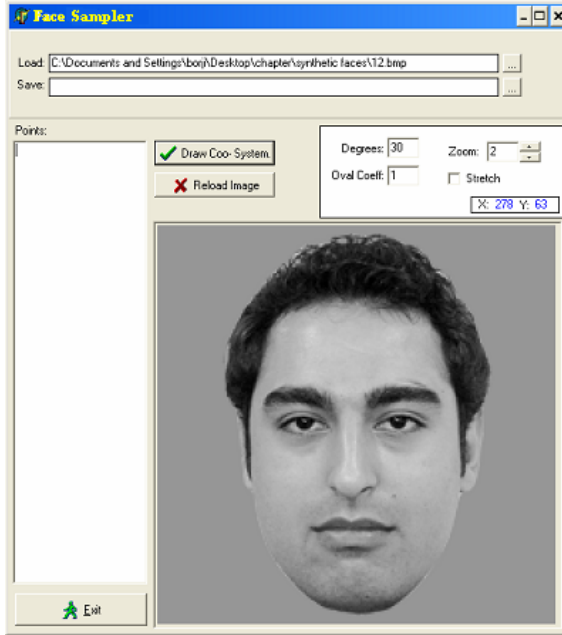 Face Sampler
Load: C:\Documents and Settings\borji\Desktop\chapter\synthetic faces\12.bmp ...
Save: ...
Points:
Draw Coo- System
Reload Image
Degrees: 30 Zoom: 2
Oval Coeff: 1 Stretch
X: 278 Y: 63
Exit